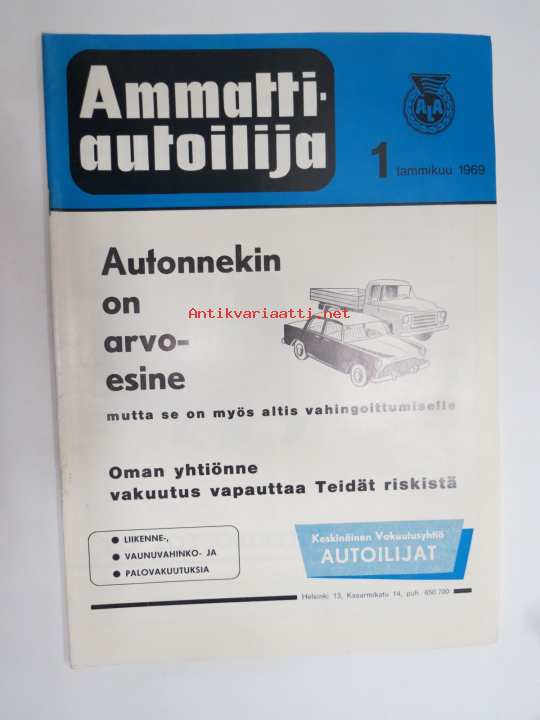 Ammatti-
autoilija
ALA
1 tammikuu 1969
Autonnekin
on
arvo-
esine
Antikvariaatti.net
mutta se on myös altis vahingoittumiselle
Oman yhtiönne
vakuutus vapauttaa Teidät riskistä
● LIIKENNE-,
● VAUNUVAHINKO- JA
● PALOVAKUUTUKSIA
Keskinäinen Vakuutusyhtiö
AUTOILIJAT
Helsinki 13, Kasarmikatu 14, puh. 650 700